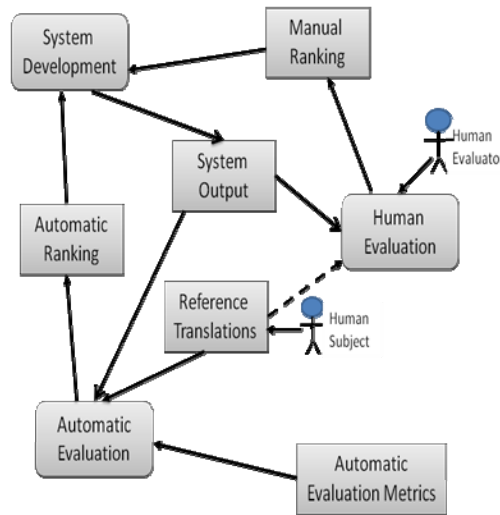 System
Development
Manual
Ranking
Human
Evaluato
System
Output
Human
Evaluation
Automatic
Ranking
Reference
Translations
Human
Subject
Automatic
Evaluation
Automatic
Evaluation Metrics